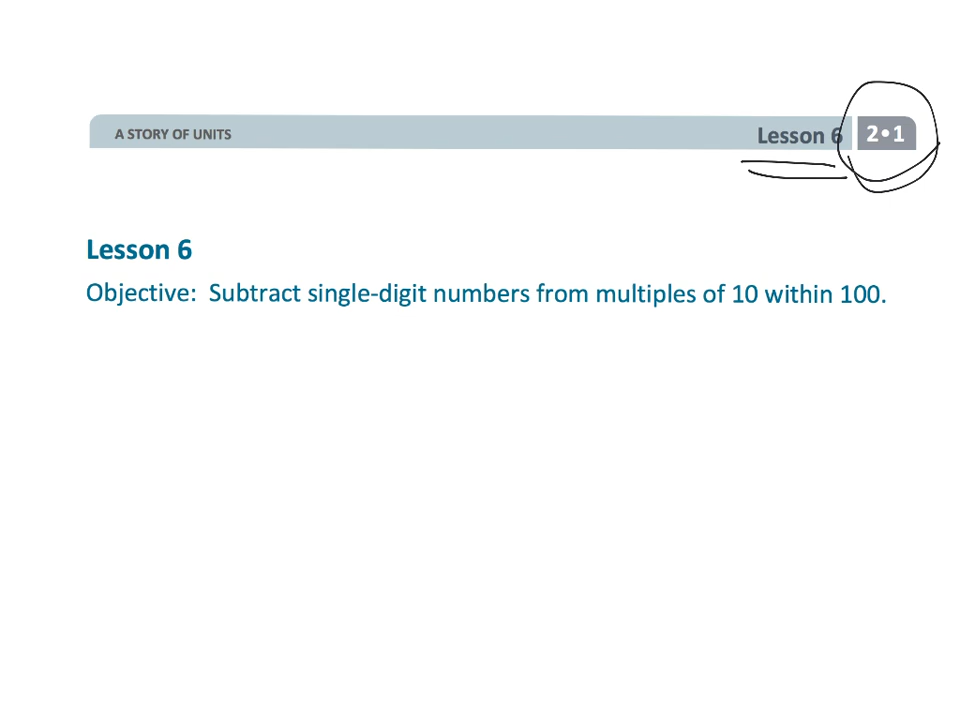 A STORY OF UNITS
Lesson 6 2•1
Lesson 6
Objective: Subtract single-digit numbers from multiples of 10 within 100.